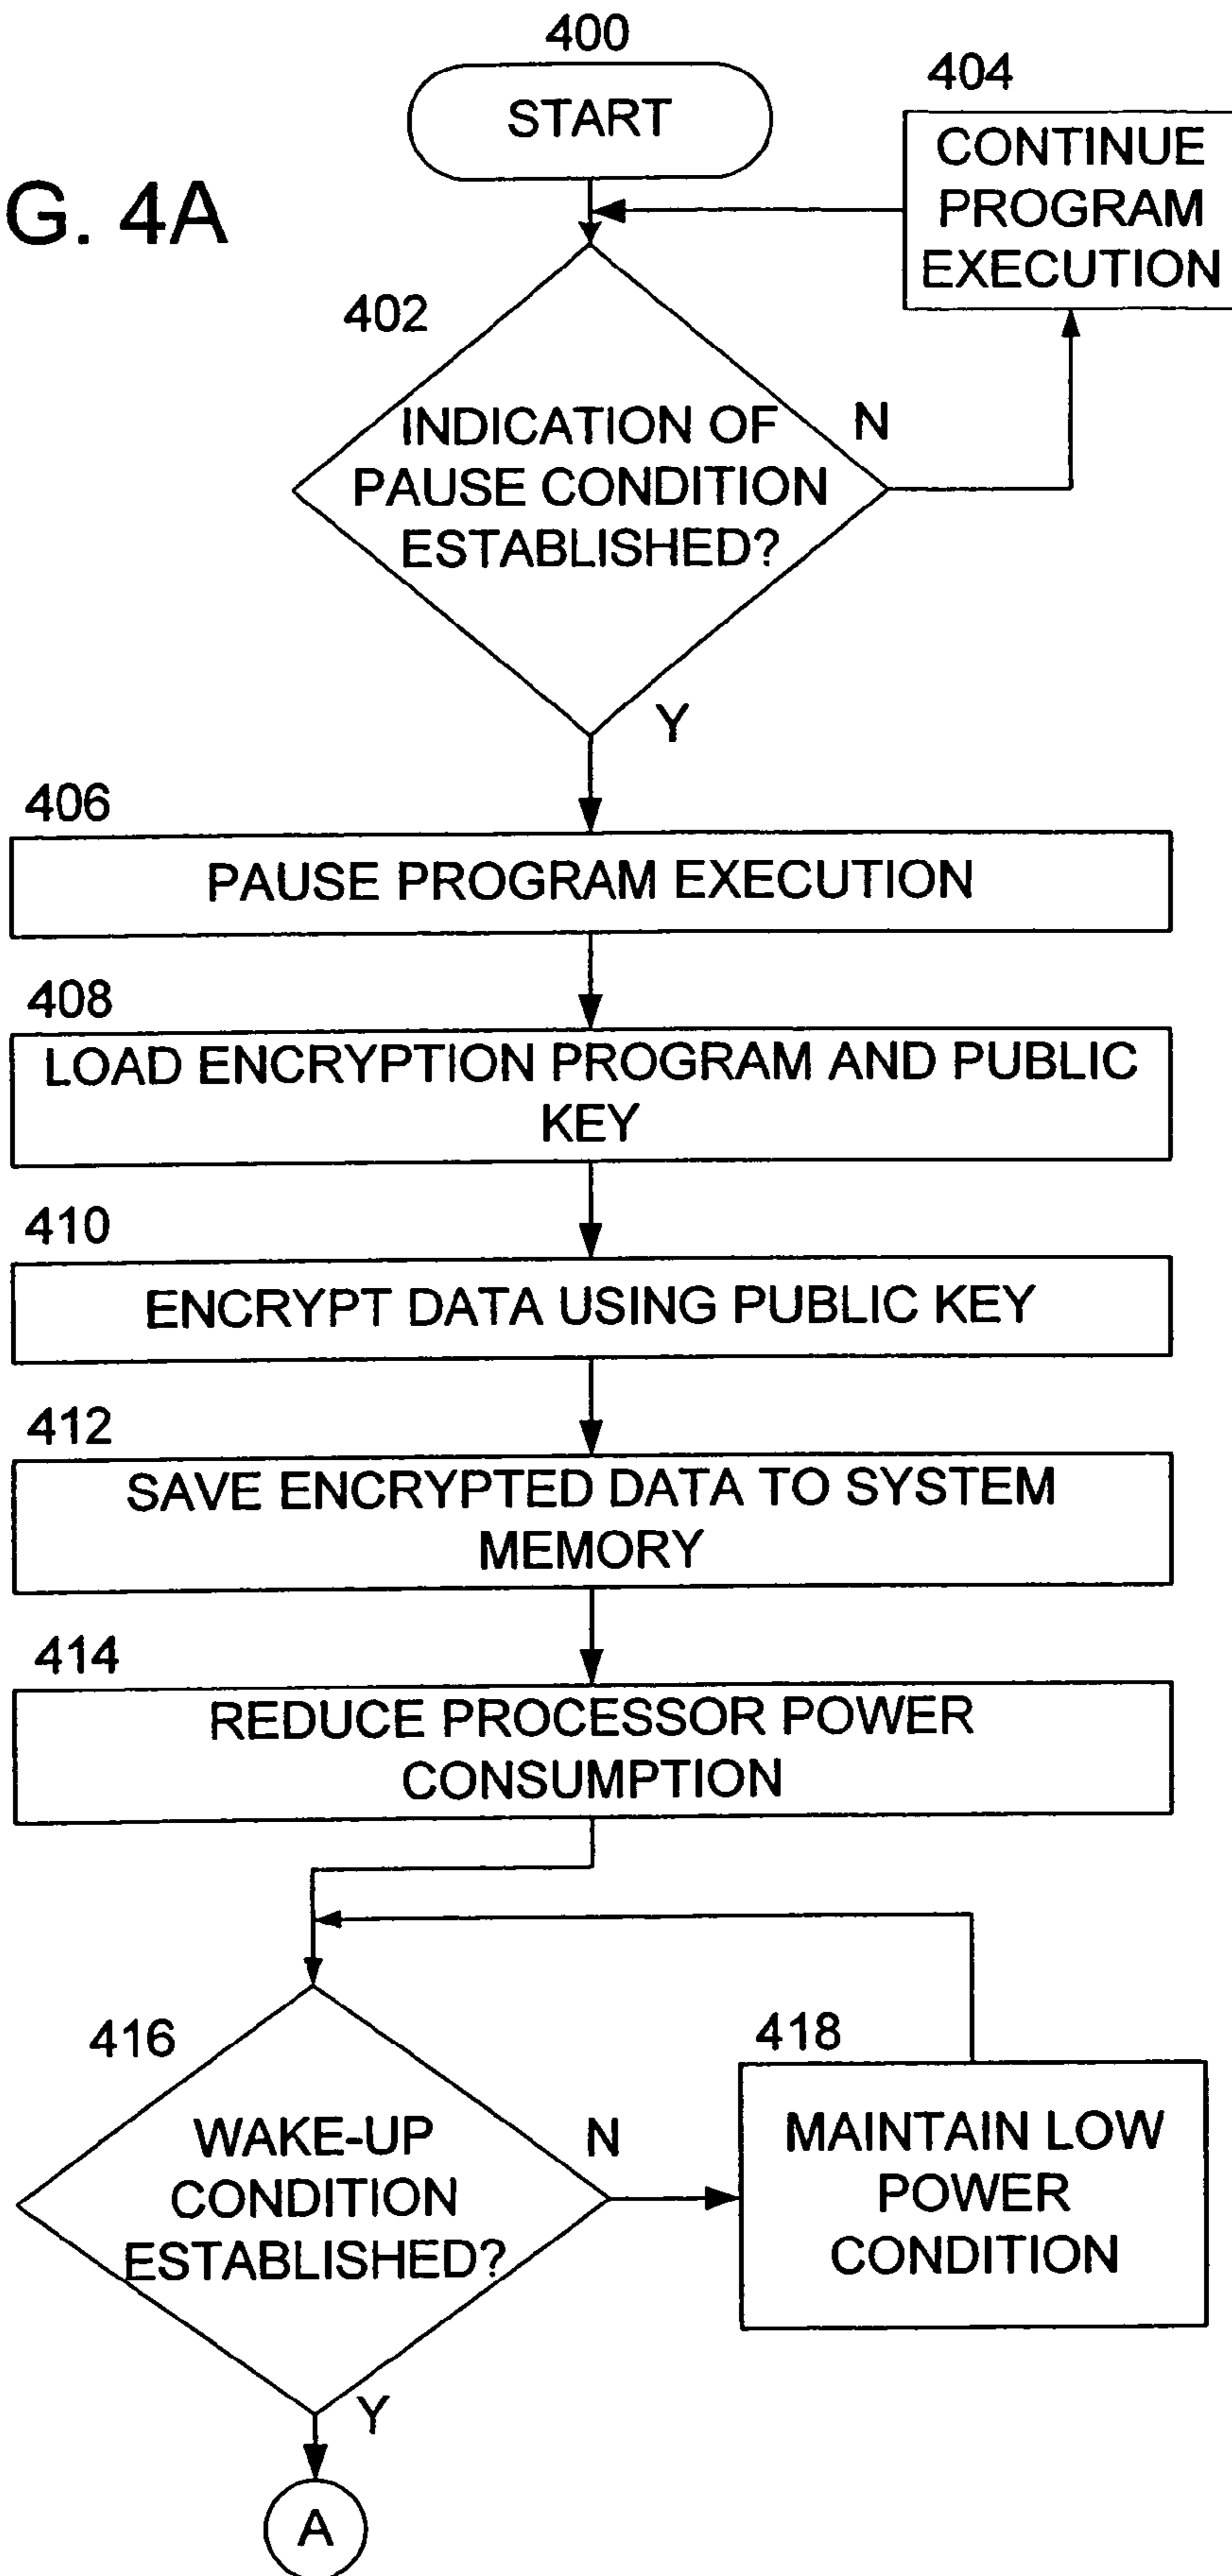 400
START
404
CONTINUE
PROGRAM
EXECUTION
G. 4A
402
INDICATION OF
PAUSE CONDITION
ESTABLISHED?
N
Y
406
PAUSE PROGRAM EXECUTION
408
LOAD ENCRYPTION PROGRAM AND PUBLIC
KEY
410
ENCRYPT DATA USING PUBLIC KEY
412
SAVE ENCRYPTED DATA TO SYSTEM
MEMORY
414
REDUCE PROCESSOR POWER
CONSUMPTION
416
WAKE-UP
CONDITION
ESTABLISHED?
N
418
MAINTAIN LOW
POWER
CONDITION
Y
A